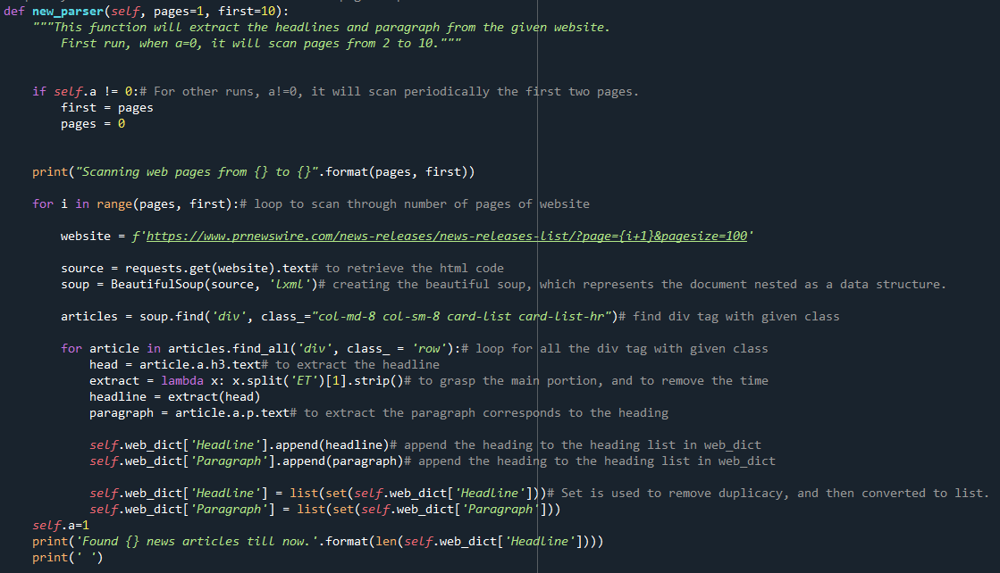 def new_parser(self, pages=1, first=10):
"""This function will extract the headlines and paragraph from the given website.
First run, when a=0, it will scan pages from 2 to 10."""
if self.a != 0:# For other runs, a!=0, it will scan periodically the first two pages.
first = pages
pages = 0
print("Scanning web pages from {} to {}".format(pages, first))
for i in range(pages, first):# loop to scan through number of pages of website
website = f'https://www.prnewswire.com/news-releases/news-releases-list/?page={i+1}&pagesize=100'
source = requests.get(website).text# to retrieve the html code
soup = BeautifulSoup(source, 'lxml')# creating the beautiful soup, which represents the document nested as a data structure.
articles = soup.find('div', class_="col-md-8 col-sm-8 card-list card-list-hr")# find div tag with given class
for article in articles.find_all('div', class_ = 'row'):# loop for all the div tag with given class
head = article.a.h3.text# to extract the headline
extract = lambda x: x.split('ET')[1].strip()# to grasp the main portion, and to remove the time
headline = extract(head)
paragraph = article.a.p.text# to extract the paragraph corresponds to the heading
self.web_dict['Headline'].append(headline)# append the heading to the heading list in web_dict
self.web_dict['Paragraph'].append(paragraph)# append the heading to the heading list in web_dict
self.web_dict['Headline'] = list(set(self.web_dict['Headline']))# Set is used to remove duplicacy, and then converted to list.
self.web_dict['Paragraph'] = list(set(self.web_dict['Paragraph']))
self.a=1
print('Found {} news articles till now.'.format(len(self.web_dict['Headline'])))
print(' ')